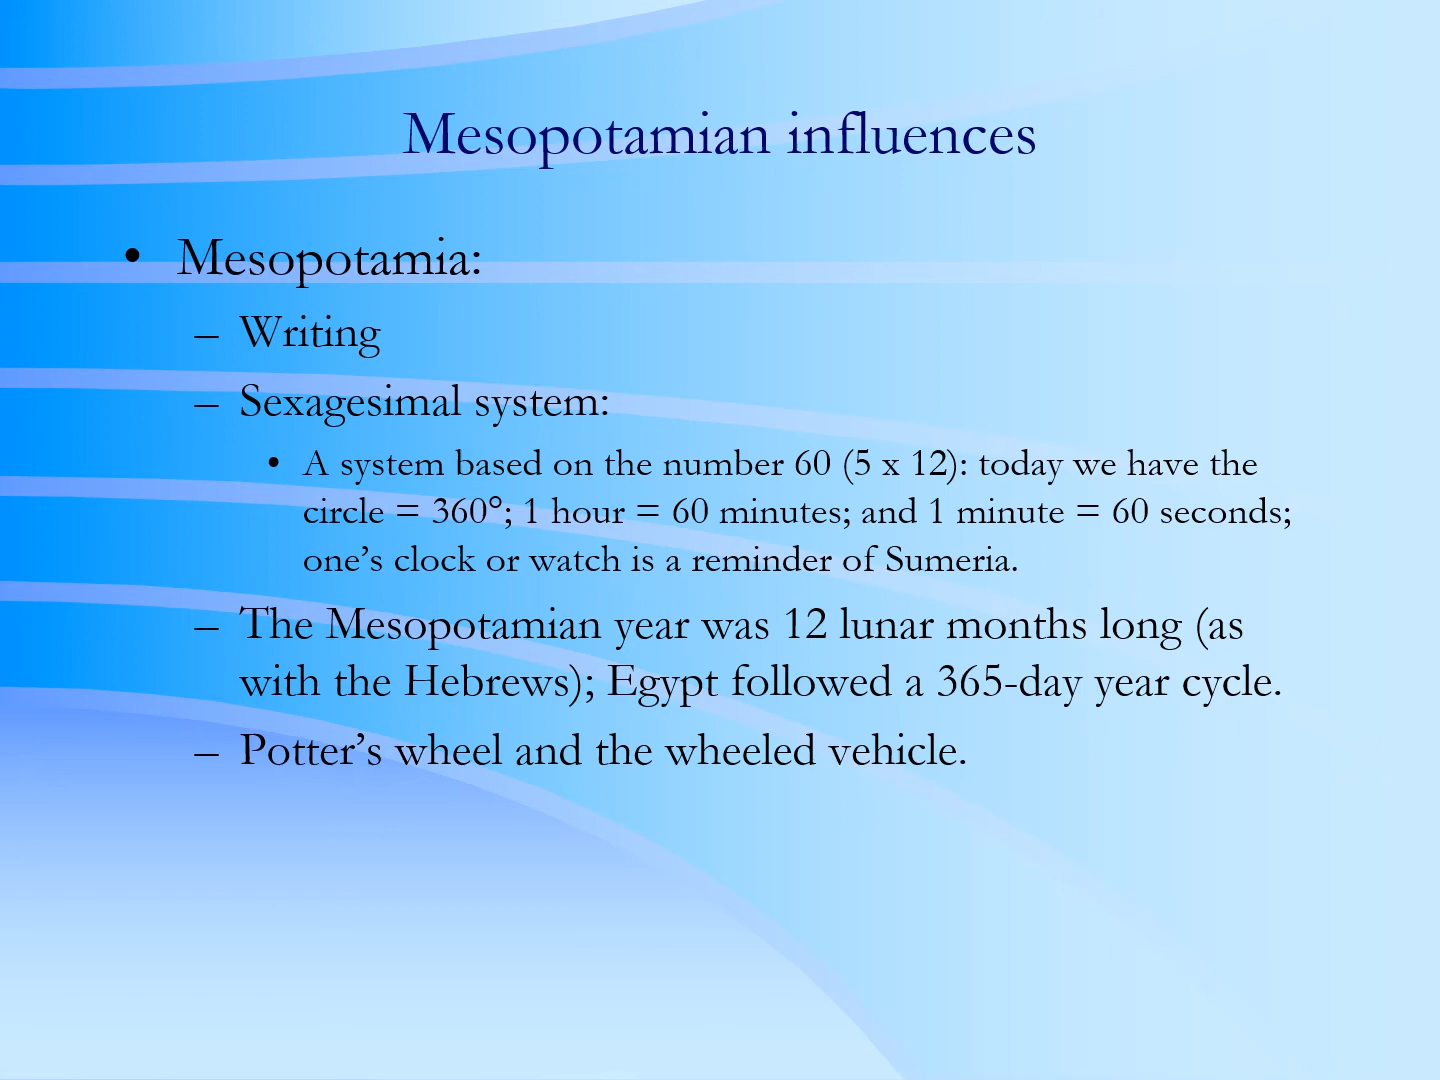 Mesopotamian influences
• Mesopotamia:
– Writing
– Sexagesimal system:
• A system based on the number 60 (5 x 12): today we have the
circle = 360°; 1 hour = 60 minutes; and 1 minute = 60 seconds;
one’s clock or watch is a reminder of Sumeria.
– The Mesopotamian year was 12 lunar months long (as
with the Hebrews); Egypt followed a 365-day year cycle.
– Potter’s wheel and the wheeled vehicle.